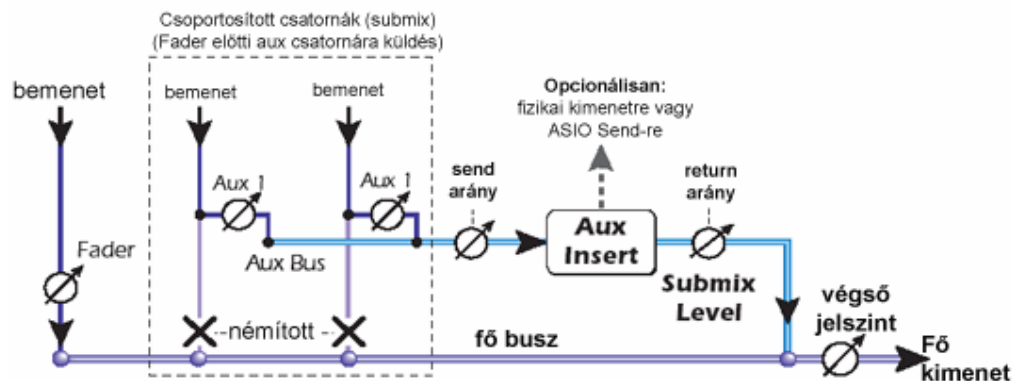 Csoportosított csatornák (submix)
(Fader előtti aux csatornára küldés)
bemenet
bemenet
bemenet
Opcionálisan:
fizikai kimenetre vagy
ASIO Send-re
Aux 1
Aux 1
send
arány
return
arány
Fader
Aux Bus
Aux
Insert
Submix
Level
végső
jelszint
némított
fő busz
Fő
kimenet